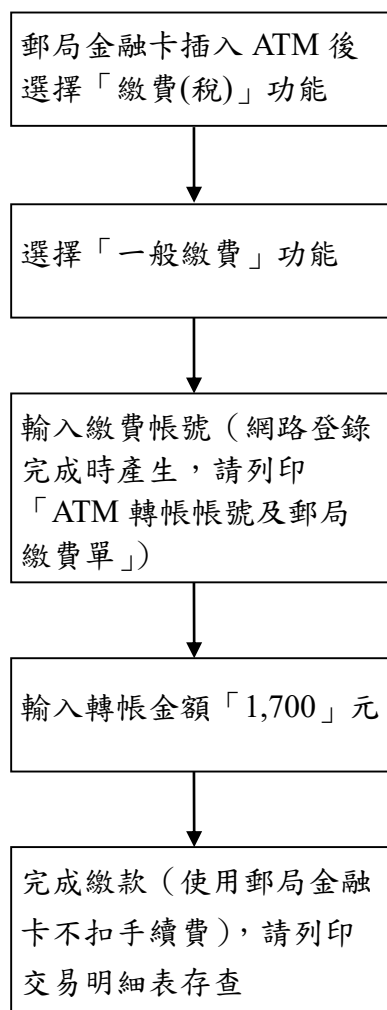 郵局金融卡插入 ATM 後
選擇「繳費(稅)」功能
選擇「一般繳費」功能
輸入繳費帳號（網路登錄
完成時產生，請列印
「ATM 轉帳帳號及郵局
繳費單」）
輸入轉帳金額「1,700」元
完成繳款（使用郵局金融
卡不扣手續費），請列印
交易明細表存查